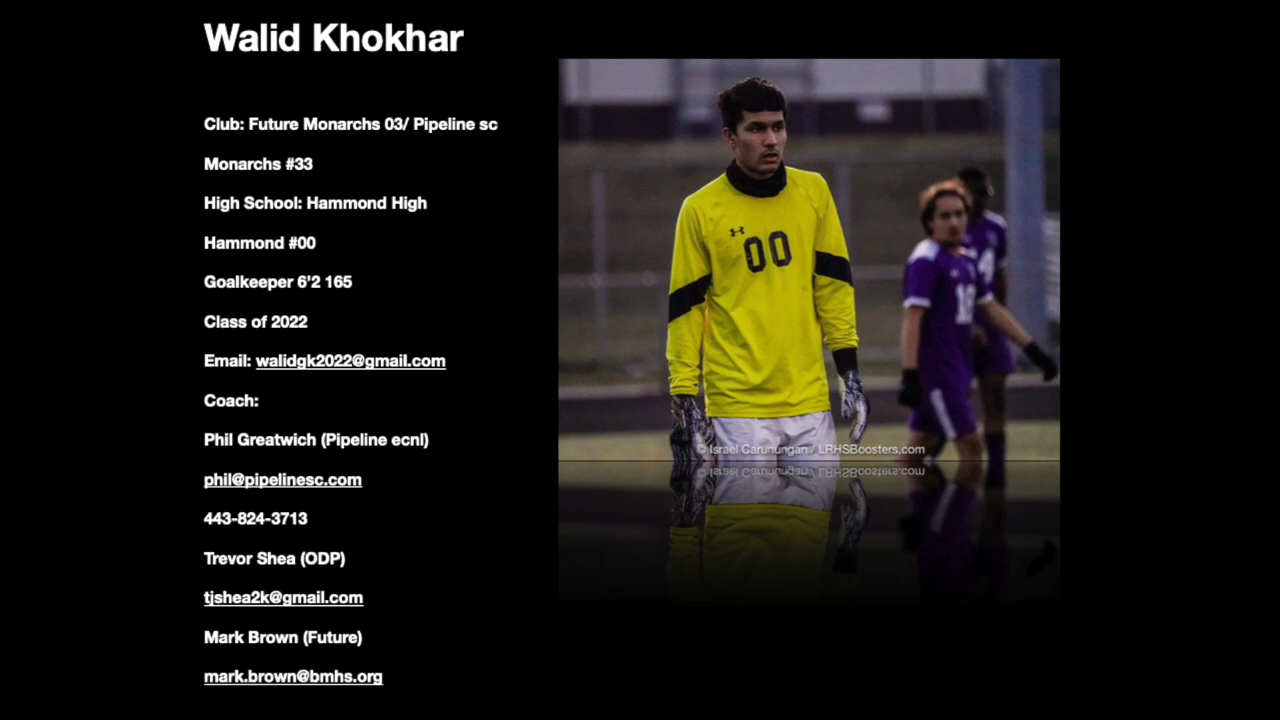 Walid Khokhar
Club: Future Monarchs 03/ Pipeline sc
Monarchs #33
High School: Hammond High
Hammond #00
Goalkeeper 6'2 165
Class of 2022
Email: walidgk2022@gmail.com
Coach:
Phil Greatwich (Pipeline ecnl)
phil@pipelinesc.com
443-824-3713
Trevor Shea (ODP)
tjshea2k@gmail.com
Mark Brown (Future)
mark.brown@bmhs.org
00
© Israel Carunungan / LRHSBoosters.com